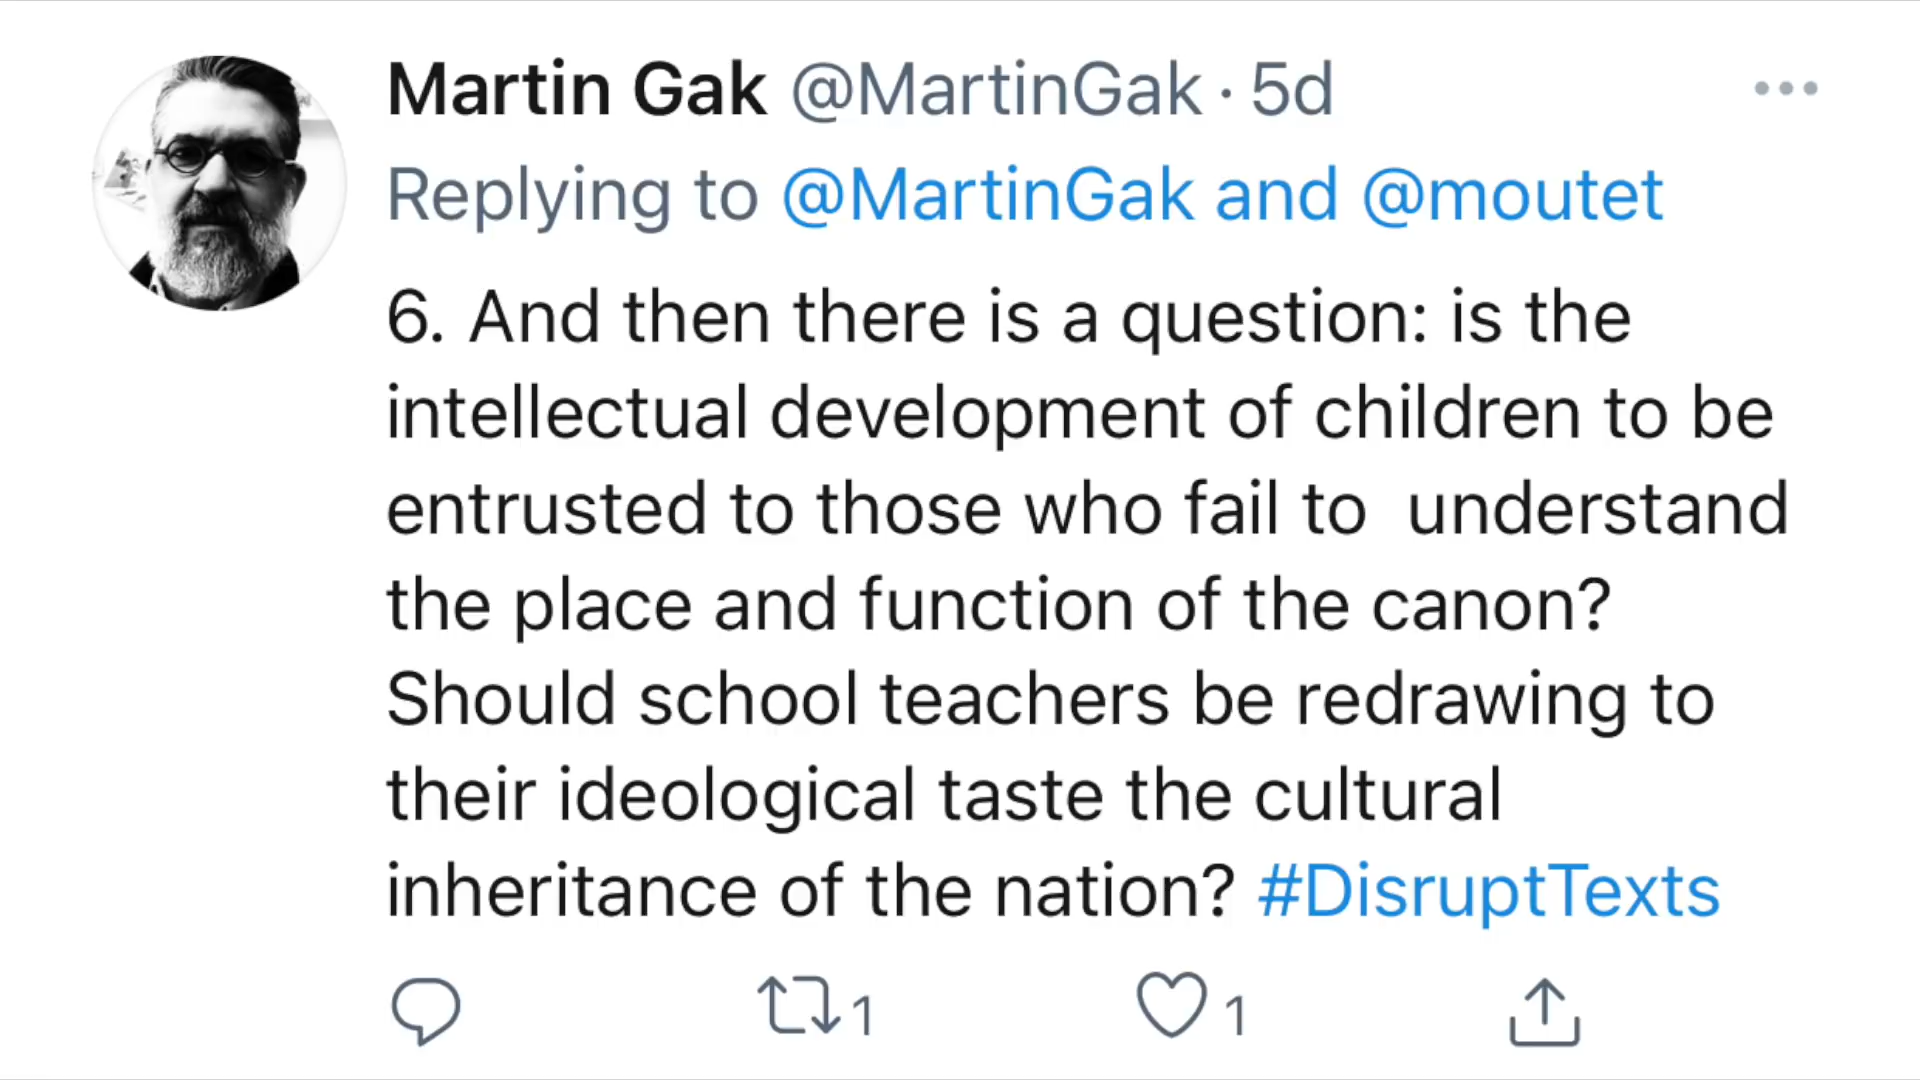 Martin Gak @MartinGak · 5d
Replying to @MartinGak and @moutet
6. And then there is a question: is the
intellectual development of children to be
entrusted to those who fail to  understand
the place and function of the canon?
Should school teachers be redrawing to
their ideological taste the cultural
inheritance of the nation? #DisruptTexts
1 1